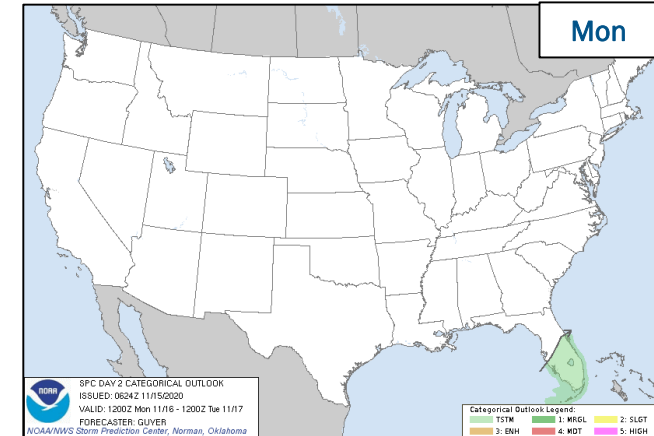 Mon
SPC DAY 2 CATEGORICAL OUTLOOK
ISSUED: 0624Z 11/15/2020
VALID: 1200Z Mon 11/16 - 1200Z Tue 11/17
FORECASTER: GUYER
NOAA/NWS Storm Prediction Center, Norman, Oklahoma
NOAA
Categorical Outlook Legend:
TSTM 1: MRGL 2: SLGT
3: ENH 4: MDT 5: HIGH